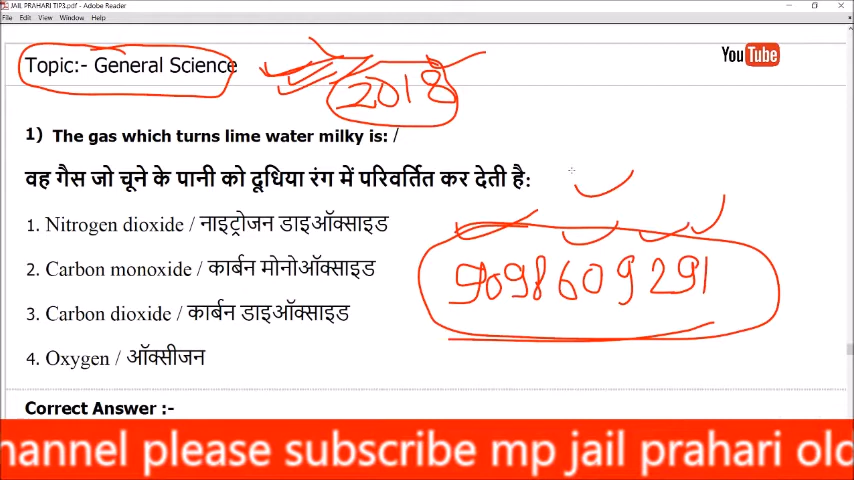 JAIL PRAHARI TIP3.pdf - Adobe Reader
File Edit View Window Help
Topic:- General Science
2018
YouTube
1) The gas which turns lime water milky is: /
वह गैस जो चूने के पानी को दूधिया रंग में परिवर्तित कर देती है:
1. Nitrogen dioxide / नाइट्रोजन डाइऑक्साइड
2. Carbon monoxide / कार्बन मोनोऑक्साइड
3. Carbon dioxide / कार्बन डाइऑक्साइड
4. Oxygen / ऑक्सीजन
9098609291
Correct Answer :-
hannel please subscribe mp jail prahari old